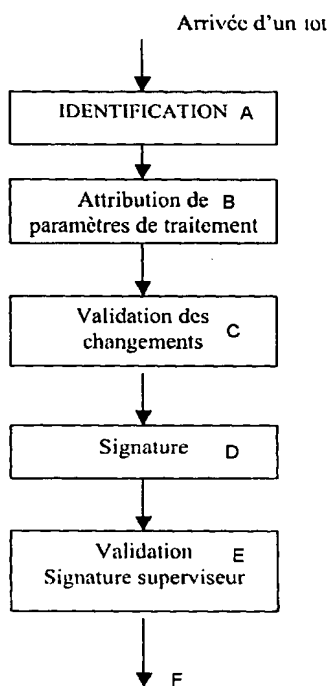 Arrivée d'un lot
IDENTIFICATION A
Attribution de B
paramètres de traitement
Validation des
changements C
Signature D
Validation E
Signature superviseur
F